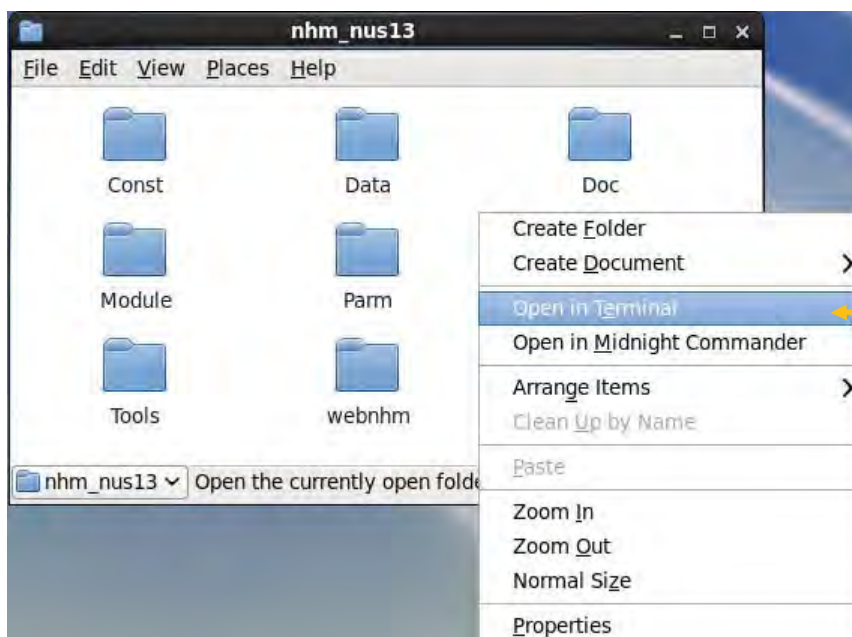 nhm_nus13
File Edit View Places Help
Const Data Doc
Module Parm
Tools webnhm
nhm_nus13 Open the currently open folde
Create Folder
Create Document
Open in Terminal
Open in Midnight Commander
Arrange Items
Clean Up by Name
Paste
Zoom In
Zoom Out
Normal Size
Properties